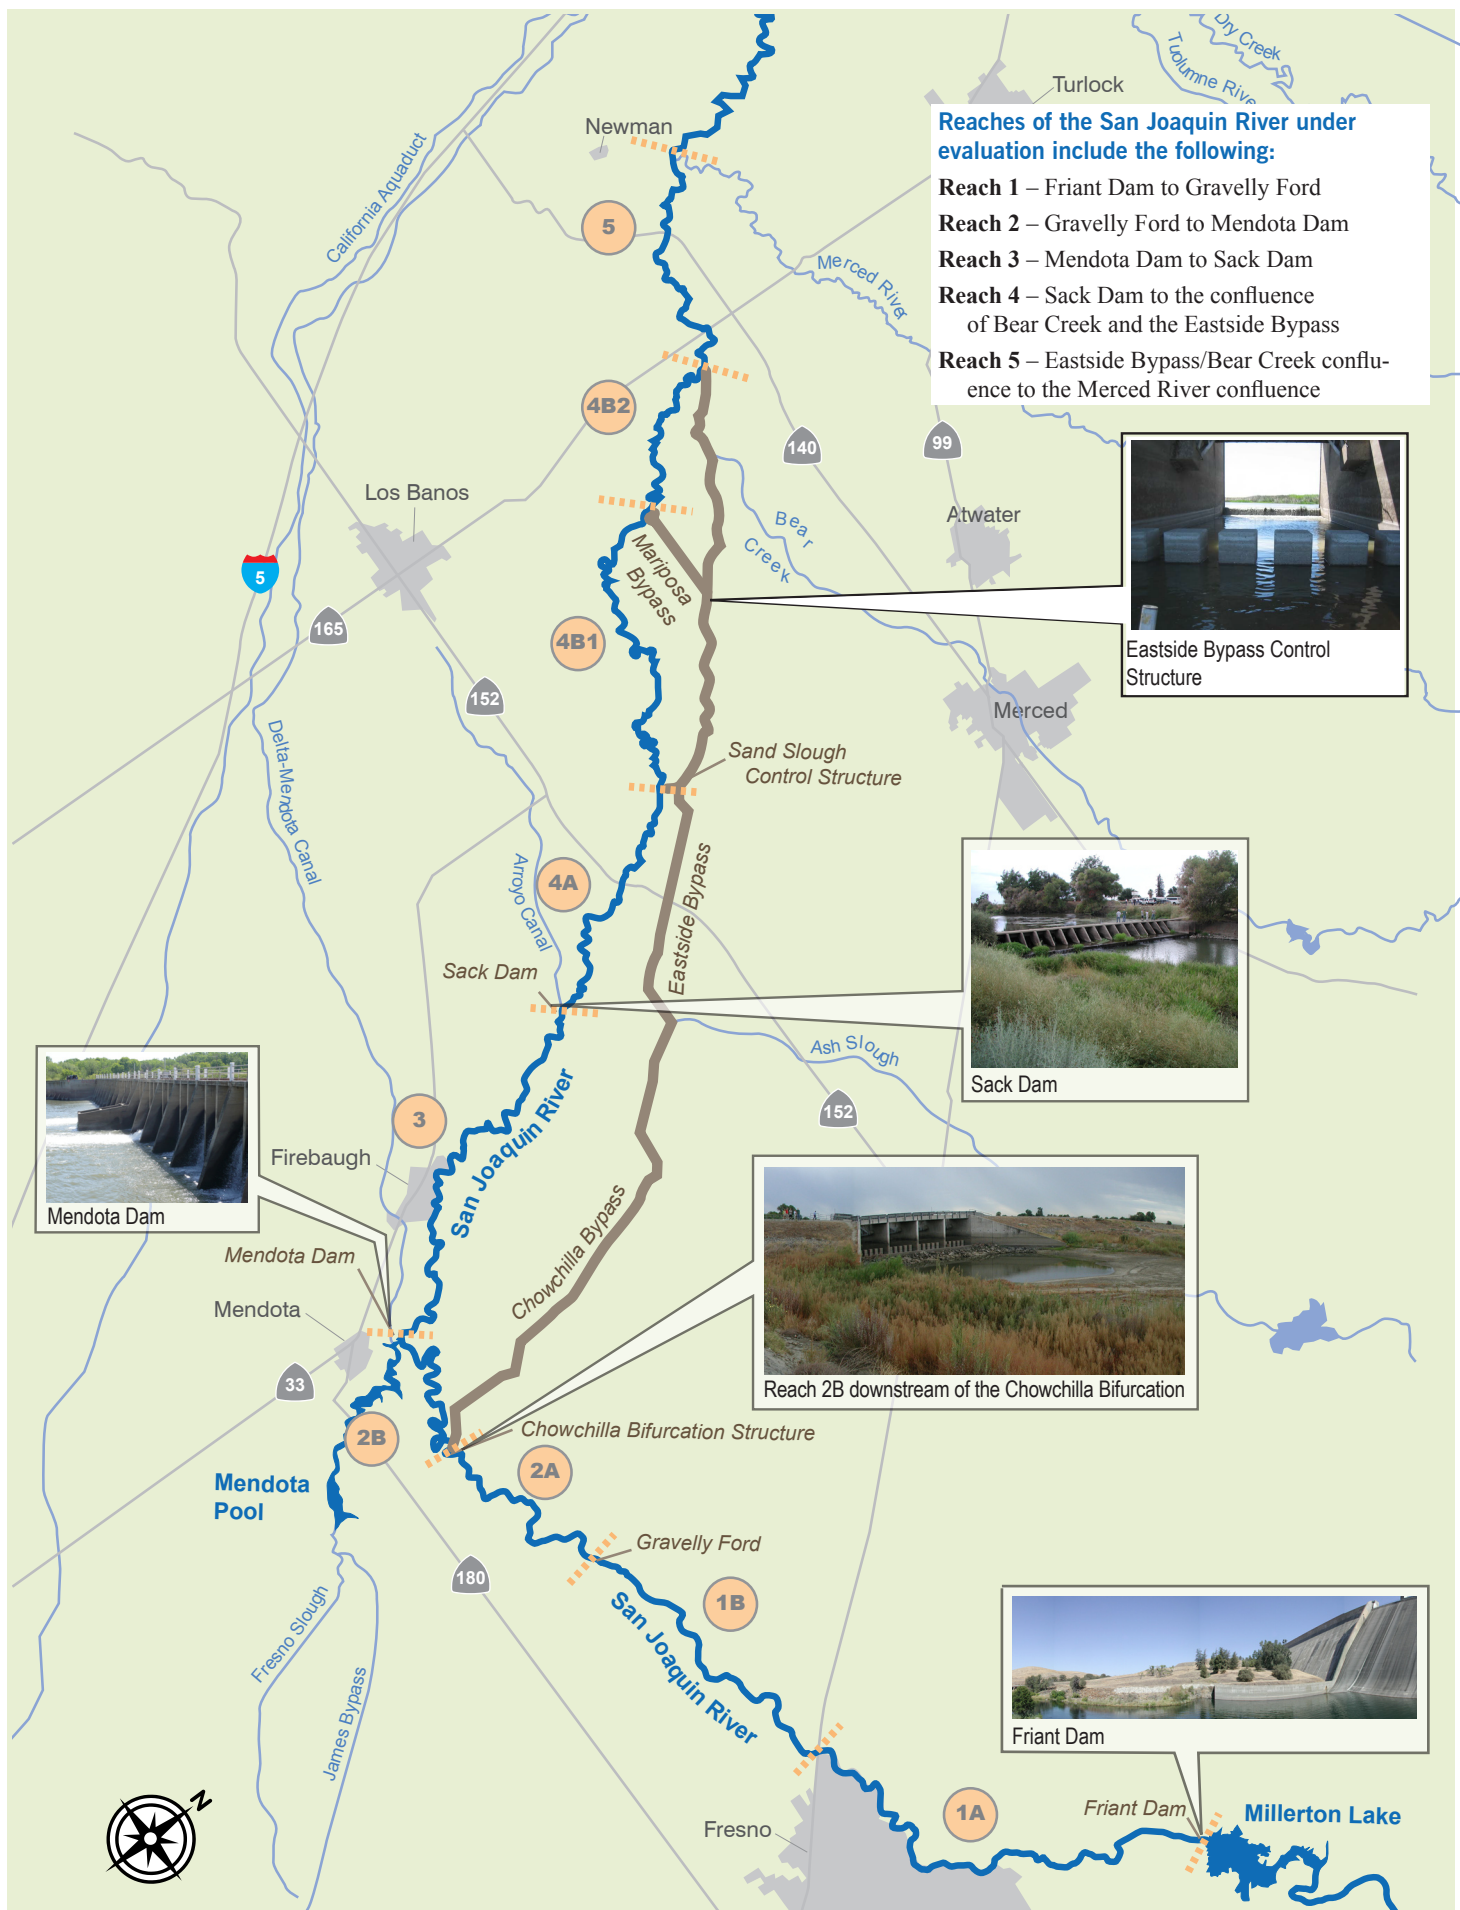 Dry Creek
Tuolumne River
Turlock
Newman
California Aquaduct
Reaches of the San Joaquin River under
evaluation include the following:
Reach 1 – Friant Dam to Gravelly Ford
Reach 2 – Gravelly Ford to Mendota Dam
Reach 3 – Mendota Dam to Sack Dam
Reach 4 – Sack Dam to the confluence
of Bear Creek and the Eastside Bypass
Reach 5 – Eastside Bypass/Bear Creek conflu-
ence to the Merced River confluence
5
Merced River
4B2
140
99
Los Banos
Atwater
Bear
Creek
Mariposa
Bypass
5
165
4B1
Eastside Bypass Control
Structure
152
Merced
Delta-Mendota Canal
Sand Slough
Control Structure
4A
Arroyo Canal
Eastside Bypass
Sack Dam
Sack Dam
Ash Slough
152
3
Firebaugh
San Joaquin River
Mendota Dam
Mendota Dam
Chowchilla Bypass
Mendota
33
Reach 2B downstream of the Chowchilla Bifurcation
2B
Chowchilla Bifurcation Structure
2A
Mendota
Pool
Gravelly Ford
180
1B
San Joaquin River
Fresno Slough
James Bypass
Friant Dam
N
1A
Friant Dam
Millerton Lake
Fresno